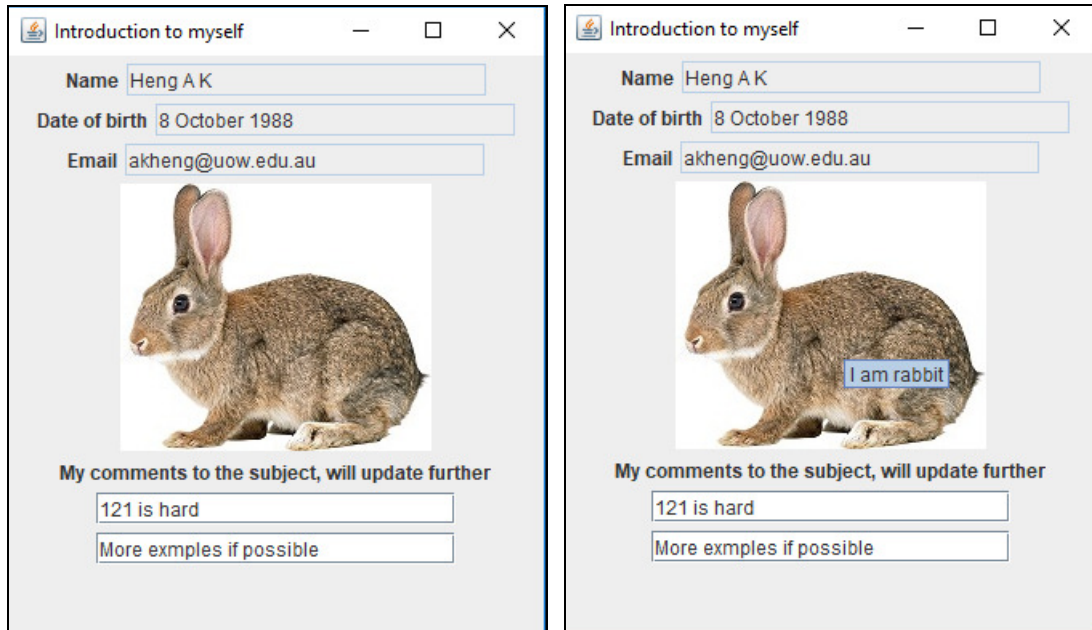 Introduction to myself
Name Heng A K
Date of birth 8 October 1988
Email akheng@uow.edu.au
My comments to the subject, will update further
121 is hard
More exmples if possible
Introduction to myself
Name Heng A K
Date of birth 8 October 1988
Email akheng@uow.edu.au
I am rabbit
My comments to the subject, will update further
121 is hard
More exmples if possible